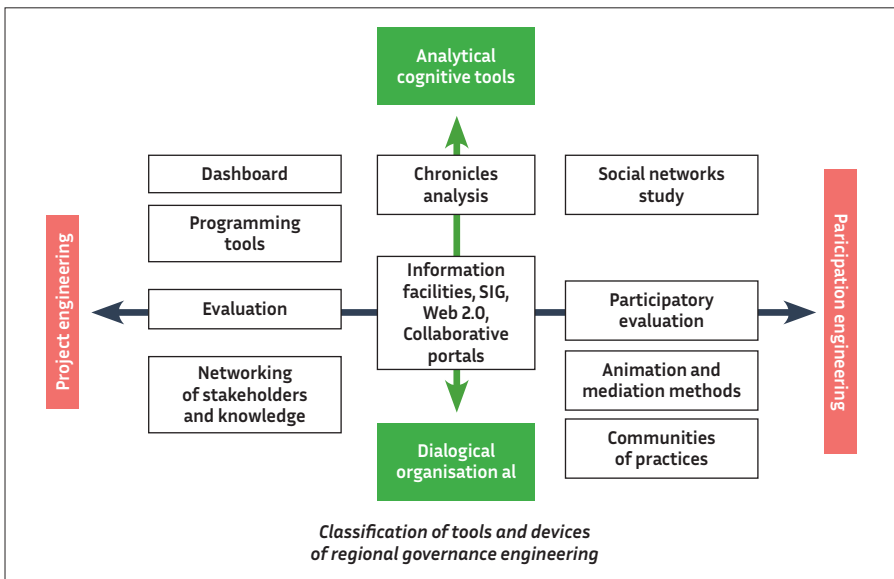 Analytical
cognitive tools
Dashboard
Chronicles
analysis
Social networks
study
Programming
tools
Project engineering
Paricipation engineering
Information
facilities, SIG,
Web 2.0,
Collaborative
portals
Evaluation
Participatory
evaluation
Networking
of stakeholders
and knowledge
Animation and
mediation methods
Dialogical
organisation al
Communities
of practices
Classification of tools and devices
of regional governance engineering